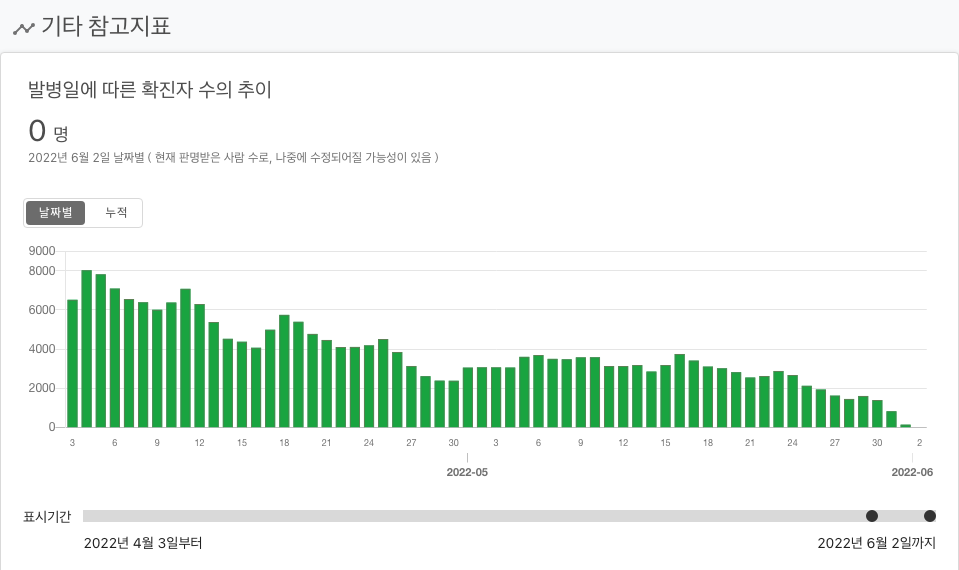 기타 참고지표
발병일에 따른 확진자 수의 추이
0 명
2022년 6월 2일 날짜별 ( 현재 판명받은 사람 수로, 나중에 수정되어질 가능성이 있음 )
날짜별 누적
9000
8000
6000
4000
2000
0
3 6 9 12 15 18 21 24 27 30 3 6 9 12 15 18 21 24 27 30 2
2022-05 2022-06
표시기간
2022년 4월 3일부터 2022년 6월 2일까지